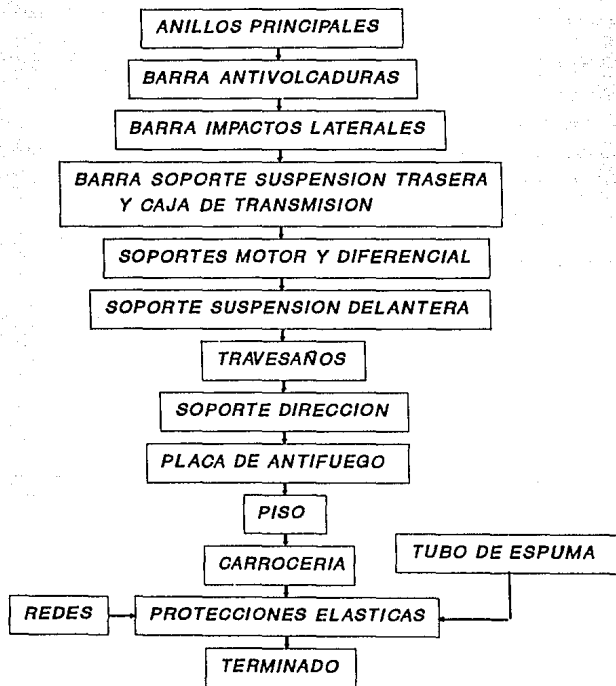 ANILLOS PRINCIPALES
BARRA ANTIVOLCADURAS
BARRA IMPACTOS LATERALES
BARRA SOPORTE SUSPENSION TRASERA
Y CAJA DE TRANSMISION
SOPORTES MOTOR Y DIFERENCIAL
SOPORTE SUSPENSION DELANTERA
TRAVESAÑOS
SOPORTE DIRECCION
PLACA DE ANTIFUEGO
PISO
CARROCERIA
TUBO DE ESPUMA
REDES
PROTECCIONES ELASTICAS
TERMINADO